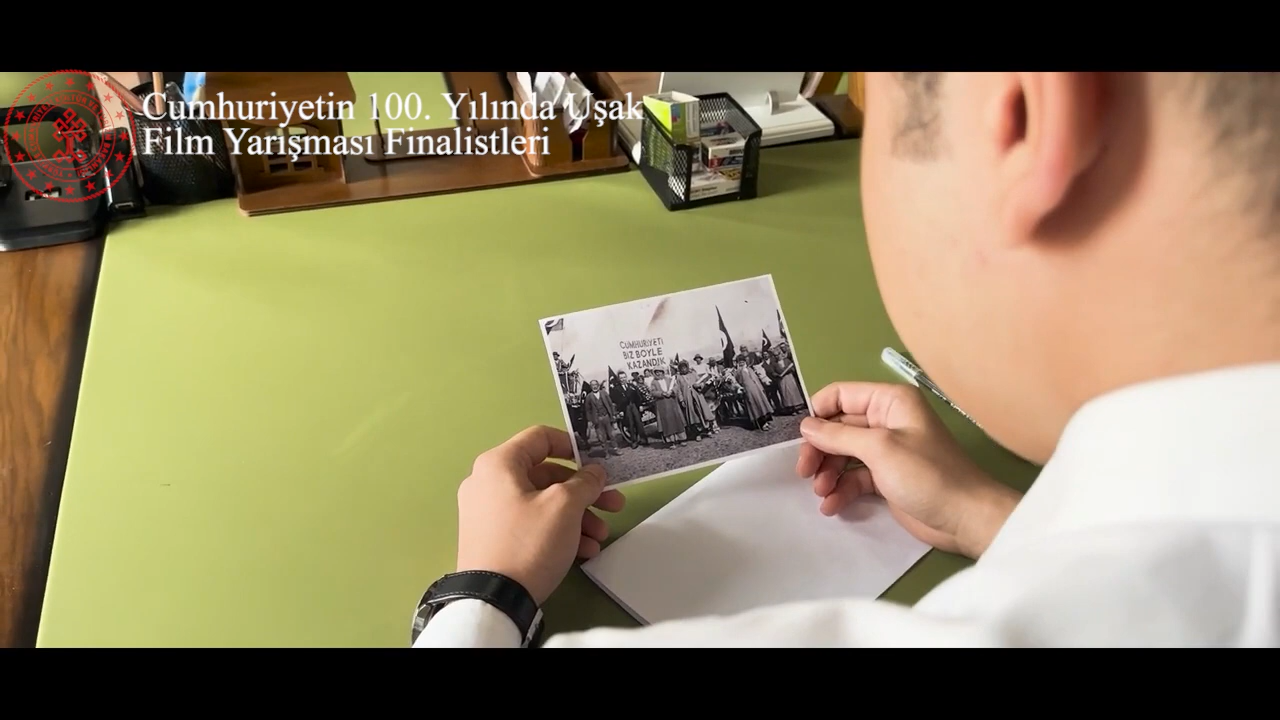 Cumhuriyetin 100. Yılında Uşak
Film Yarışması Finalistleri
CUMHURİYETİ
BİZ BÖYLE
KAZANDIK